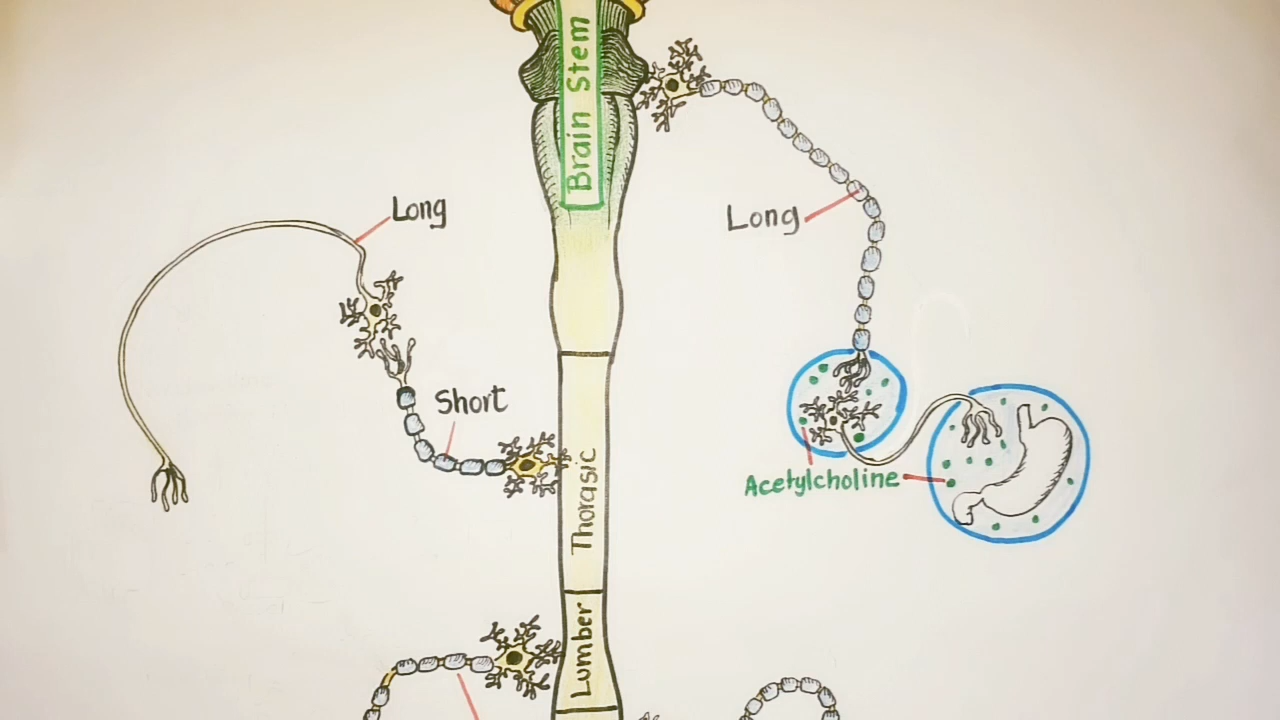 Brain Stem
Long
Long
Short
Acetylcholine
Thorasic
Lumber